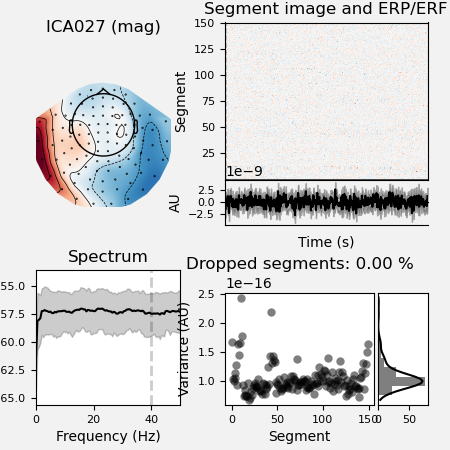 ICA027 (mag)
Segment image and ERP/ERF
Segment
150
125
100
75
50
25
1e−9
AU
2.5
0.0
−2.5
Time (s)
Spectrum
55.0
57.5
60.0
62.5
65.0
0 20 40
Frequency (Hz)
Dropped segments: 0.00 %
1e−16
Variance (AU)
2.5
2.0
1.5
1.0
0 50 100 150
Segment
0 50